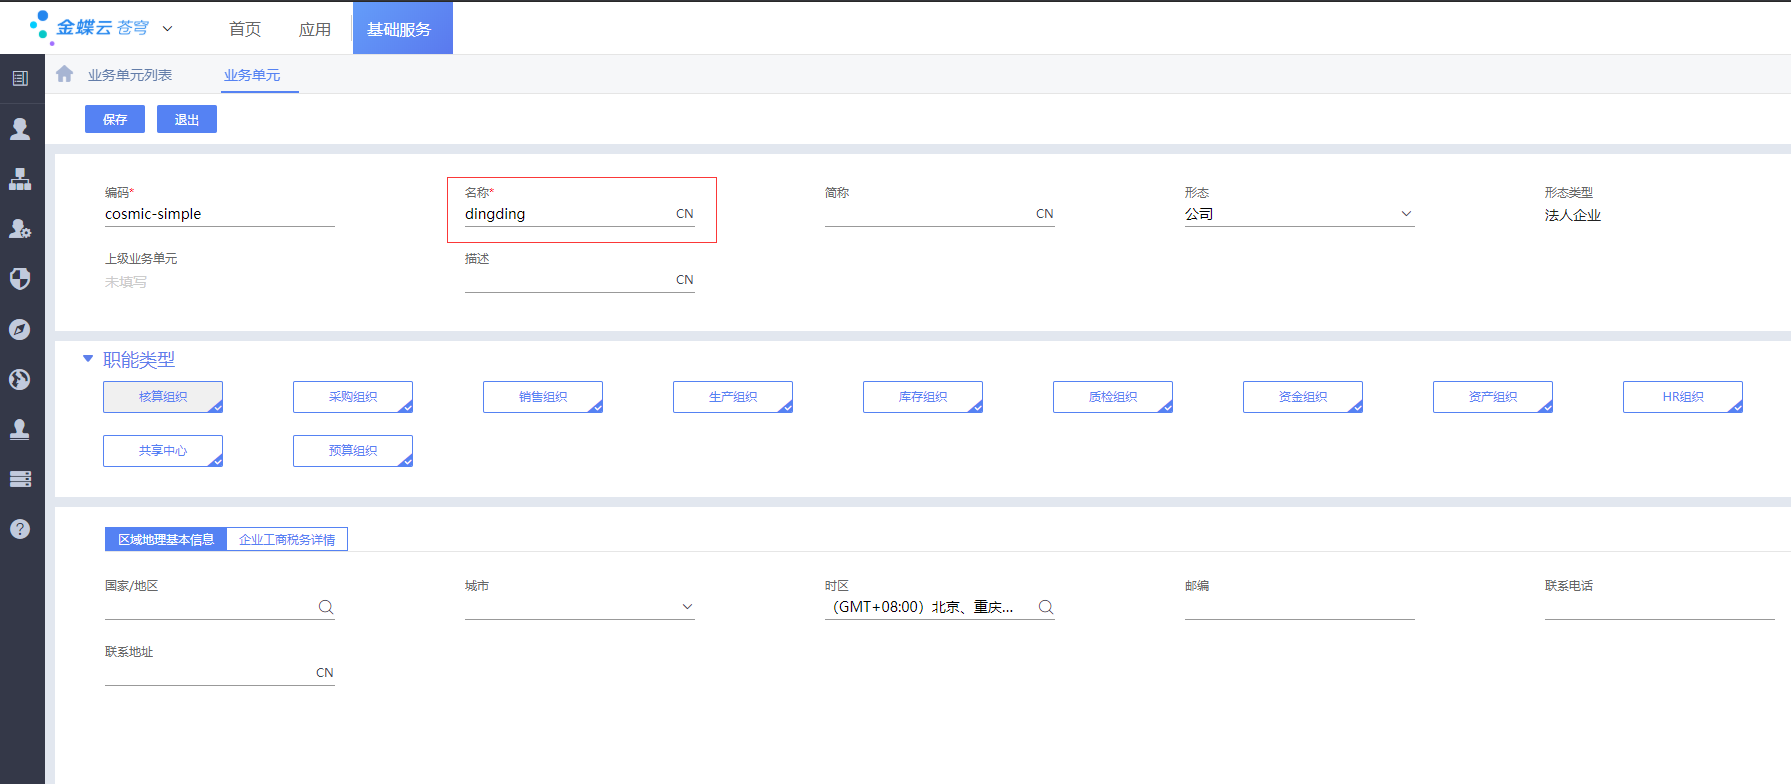 金蝶云 苍穹 首页 应用 基础服务
业务单元列表 业务单元
保存 退出
编码* 名称* 简称 形态 形态类型
cosmic-simple dingding CN CN 公司 法人企业
上级业务单元 描述
未填写 CN
职能类型
核算组织 采购组织 销售组织 生产组织 库存组织 质检组织 资金组织 资产组织 HR组织
共享中心 预算组织
区域地理基本信息 企业工商税务详情
国家/地区 城市 时区 邮编 联系电话
（GMT+08:00）北京、重庆...
联系地址
CN